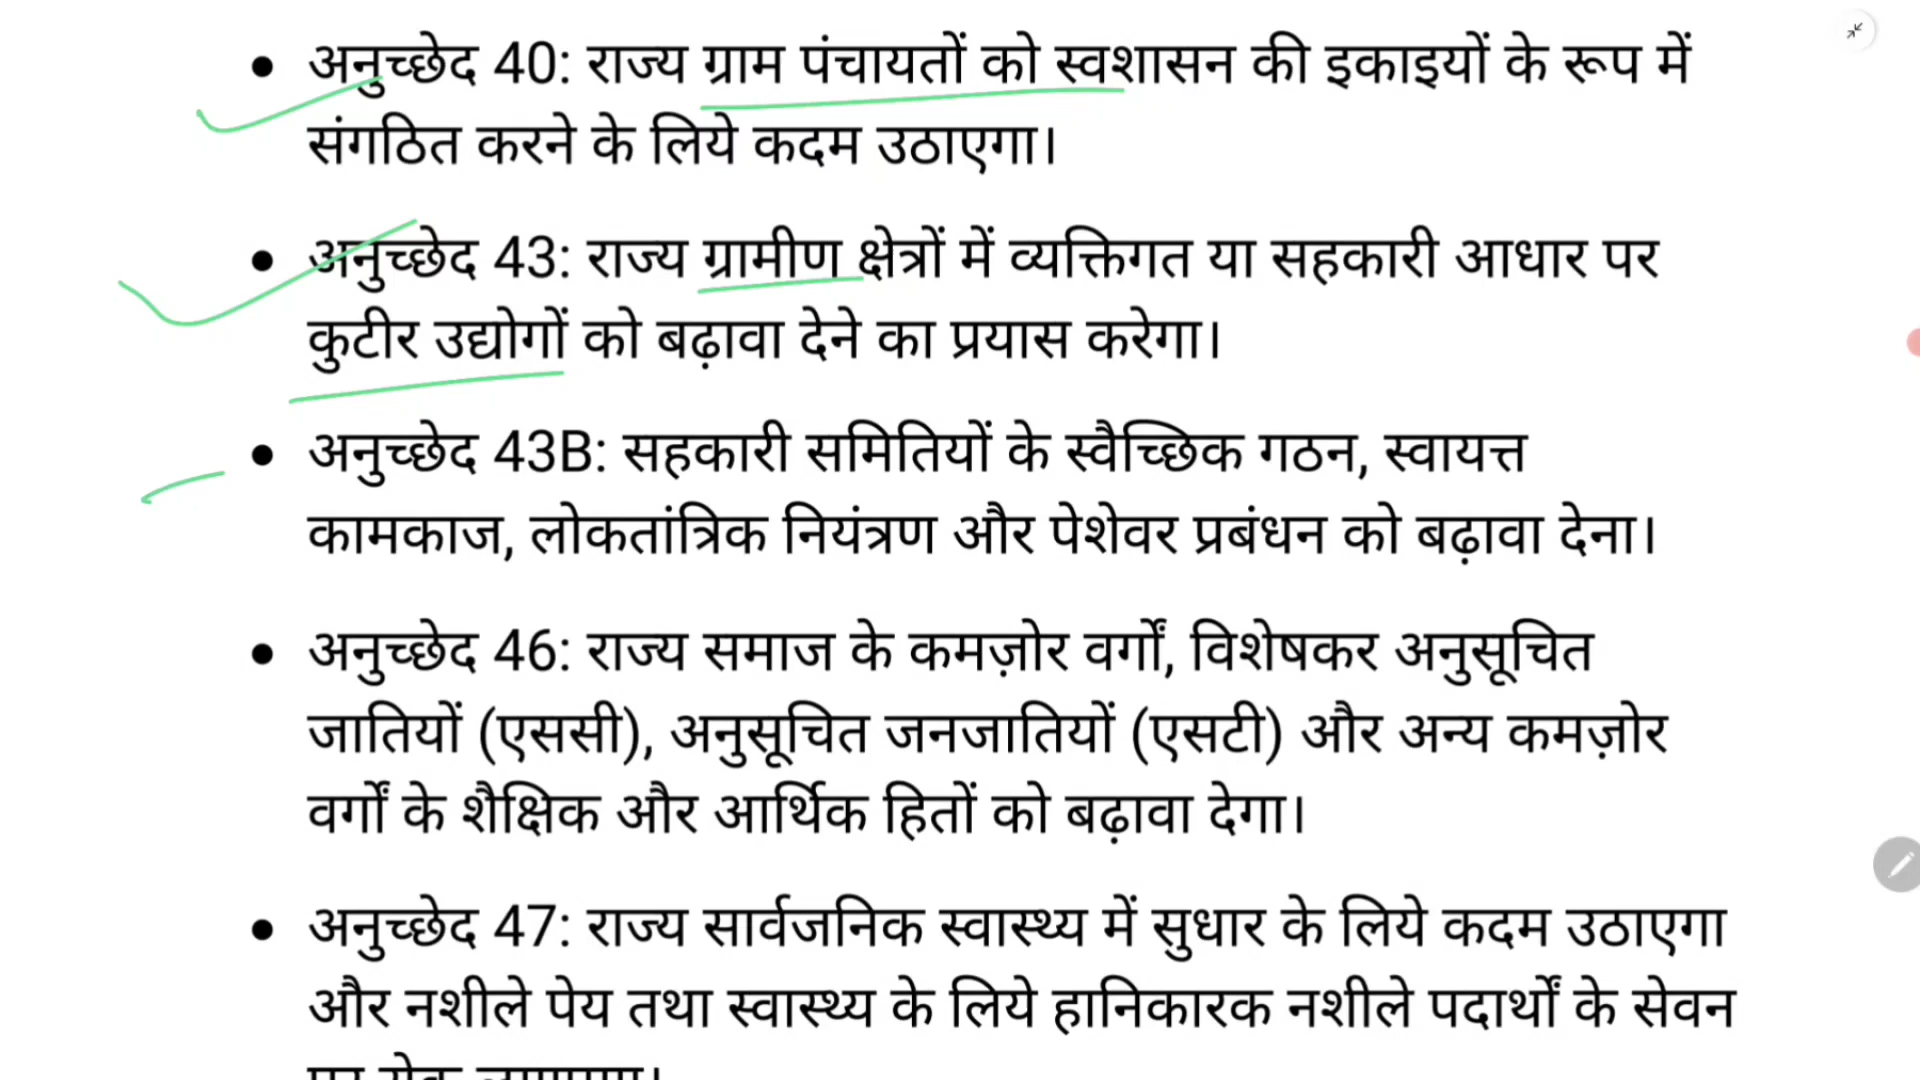 • अनुच्छेद 40: राज्य ग्राम पंचायतों को स्वशासन की इकाइयों के रूप में
संगठित करने के लिये कदम उठाएगा।
• अनुच्छेद 43: राज्य ग्रामीण क्षेत्रों में व्यक्तिगत या सहकारी आधार पर
कुटीर उद्योगों को बढ़ावा देने का प्रयास करेगा।
• अनुच्छेद 43B: सहकारी समितियों के स्वैच्छिक गठन, स्वायत्त
कामकाज, लोकतांत्रिक नियंत्रण और पेशेवर प्रबंधन को बढ़ावा देना।
• अनुच्छेद 46: राज्य समाज के कमज़ोर वर्गों, विशेषकर अनुसूचित
जातियों (एससी), अनुसूचित जनजातियों (एसटी) और अन्य कमज़ोर
वर्गों के शैक्षिक और आर्थिक हितों को बढ़ावा देगा।
• अनुच्छेद 47: राज्य सार्वजनिक स्वास्थ्य में सुधार के लिये कदम उठाएगा
और नशीले पेय तथा स्वास्थ्य के लिये हानिकारक नशीले पदार्थों के सेवन